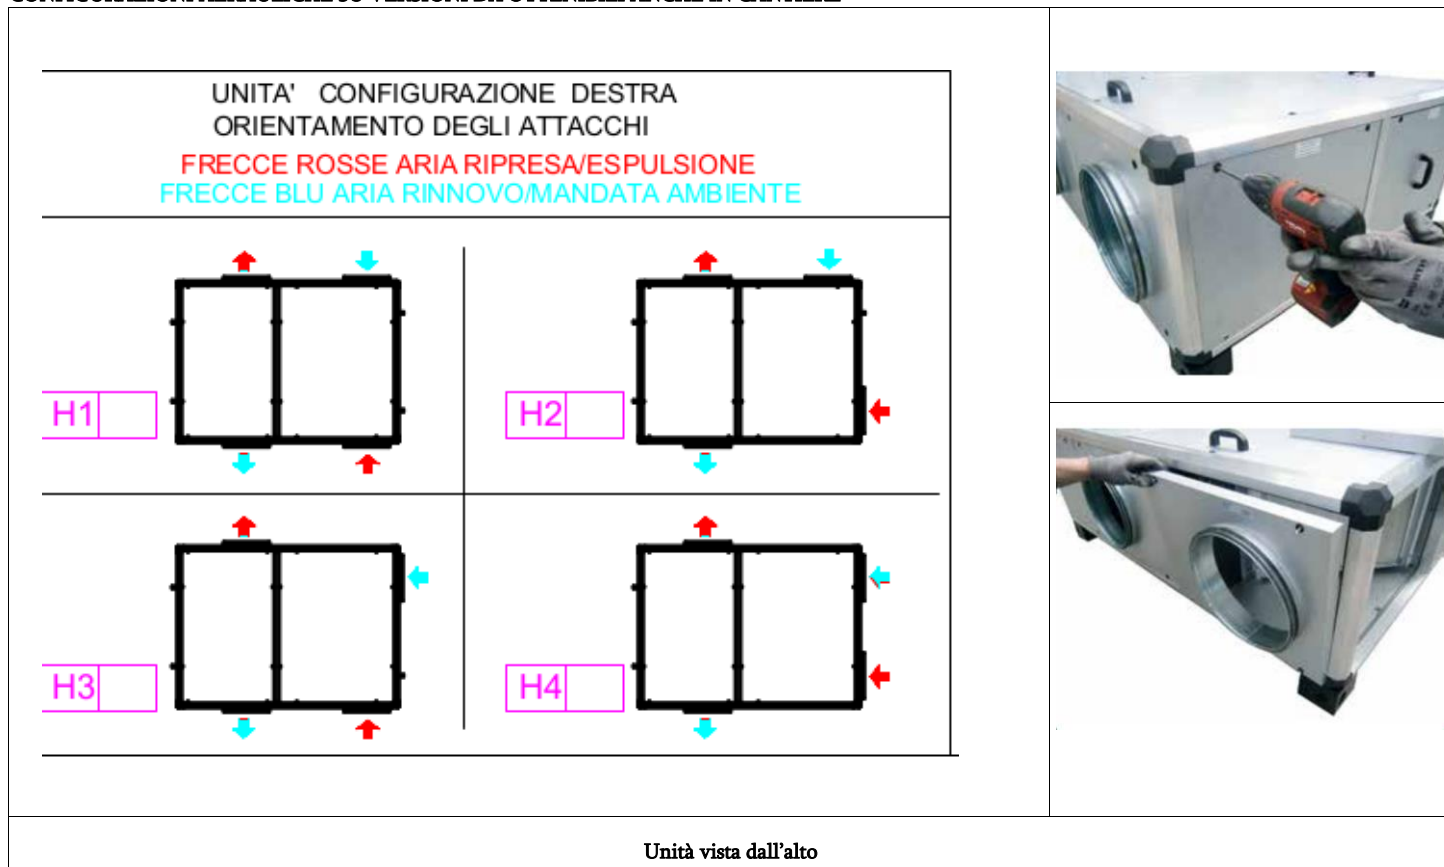 UNITA' CONFIGURAZIONE DESTRA
ORIENTAMENTO DEGLI ATTACCHI
FRECCE ROSSE ARIA RIPRESA/ESPULSIONE
FRECCE BLU ARIA RINNOVO/MANDATA AMBIENTE
H1
H2
H3
H4
Unità vista dall'alto